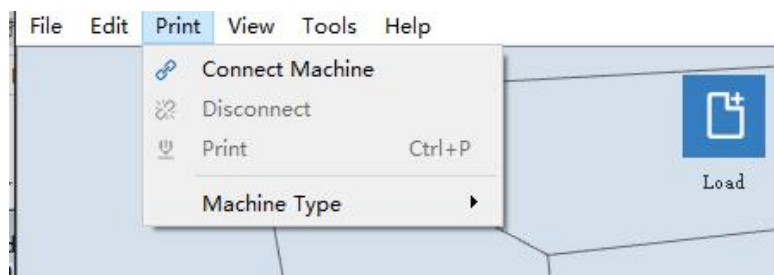 File Edit Print View Tools Help
Connect Machine
Disconnect
Print Ctrl+P
Machine Type
Load